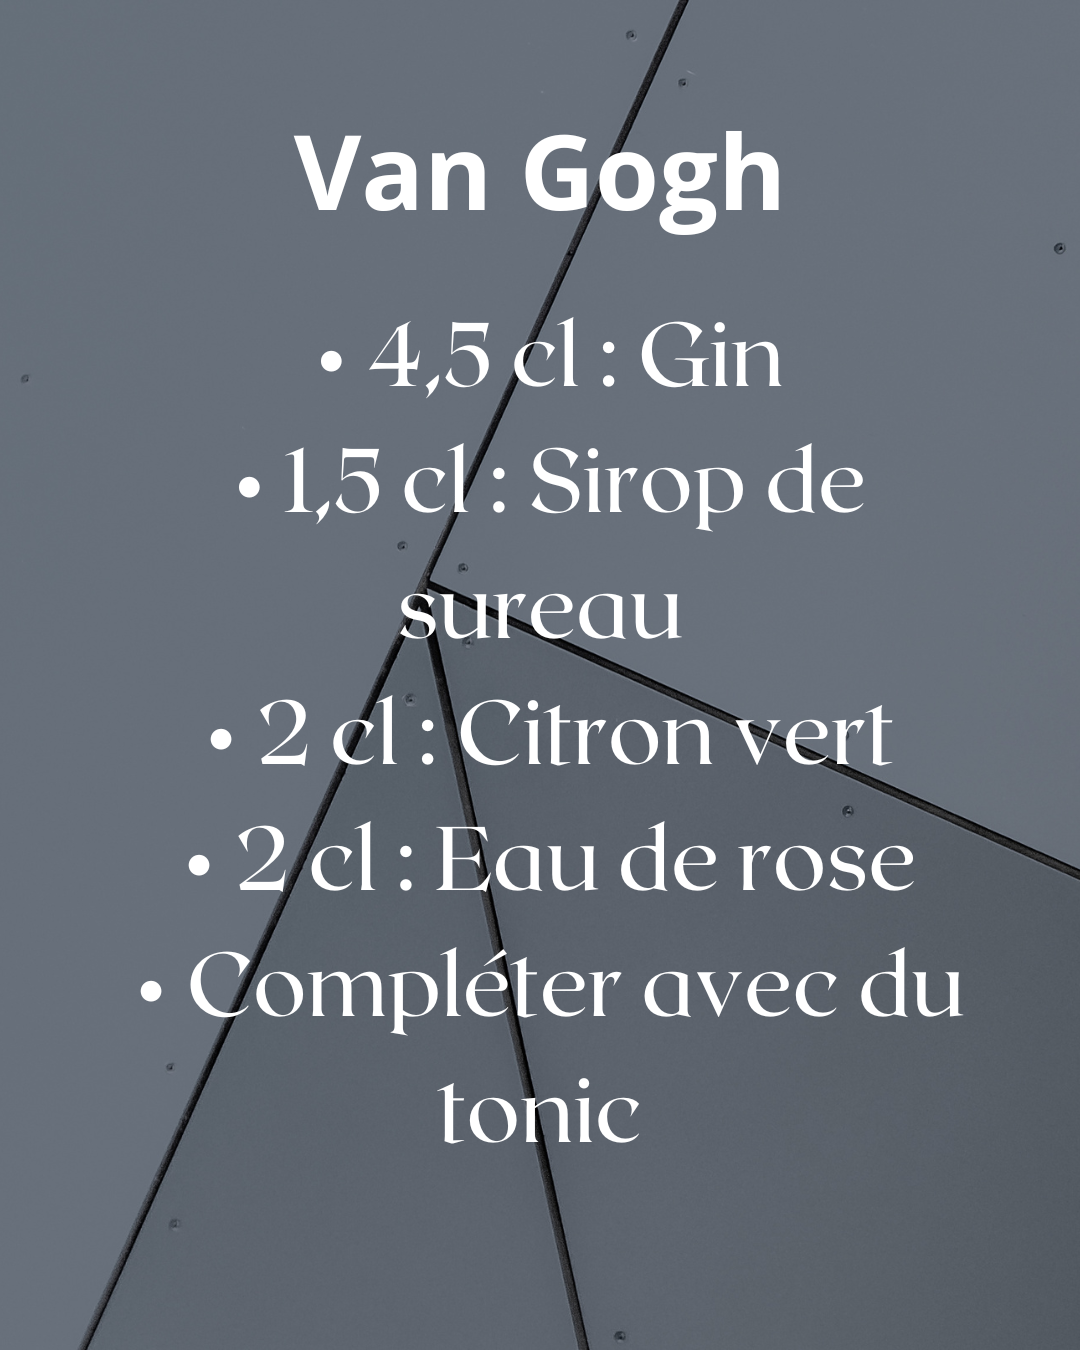 Van Gogh
• 4,5 cl : Gin
• 1,5 cl : Sirop de
sureau
• 2 cl : Citron vert
• 2 cl : Eau de rose
• Compléter avec du
tonic